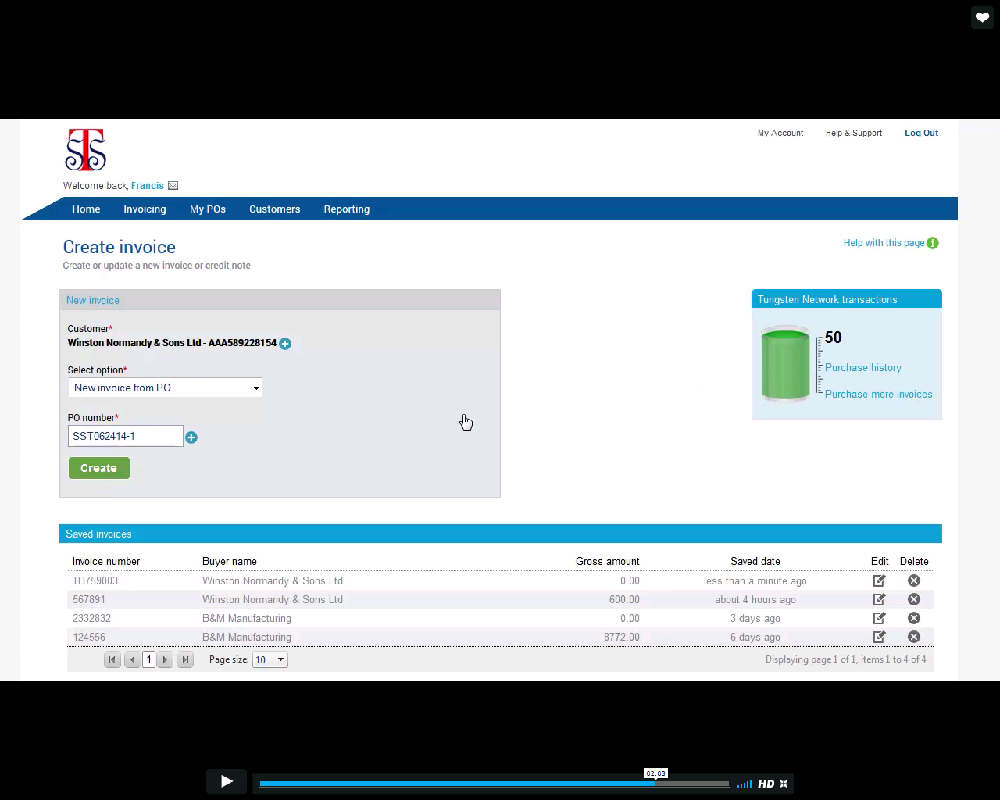 STS
My Account Help & Support Log Out
Welcome back, Francis
Home Invoicing My POs Customers Reporting
Create invoice
Help with this page i
Create or update a new invoice or credit note
New invoice
Customer*
Winston Normandy & Sons Ltd - AAA589228154
Select option*
New invoice from PO
PO number*
SST062414-1
Create
Tungsten Network transactions
50
Purchase history
Purchase more invoices
Saved invoices
Invoice number Buyer name Gross amount Saved date Edit Delete
TB759003 Winston Normandy & Sons Ltd 0.00 less than a minute ago
567891 Winston Normandy & Sons Ltd 600.00 about 4 hours ago
2332832 B&M Manufacturing 0.00 3 days ago
124556 B&M Manufacturing 8772.00 6 days ago
1 Page size: 10 Displaying page 1 of 1, items 1 to 4 of 4
02:08
HD